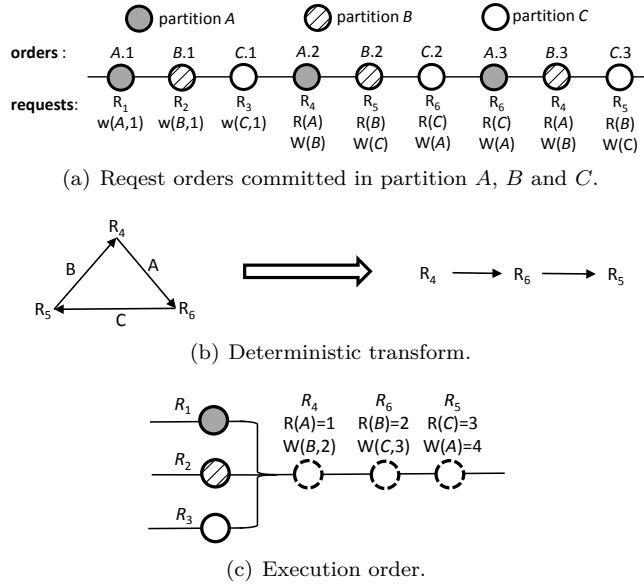 partition A partition B partition C
orders : A.1 B.1 C.1 A.2 B.2 C.2 A.3 B.3 C.3
requests: R1 R2 R3 R4 R5 R6 R6 R4 R5
w(A,1) w(B,1) w(C,1) R(A) R(B) R(C) R(C) R(A) R(B)
W(B) W(C) W(A) W(A) W(B) W(C)
(a) Reqest orders committed in partition A, B and C.
R4
B A
R5 R6
C
R4 R6 R5
(b) Deterministic transform.
R1 R4 R6 R5
R(A)=1 R(B)=2 R(C)=3
W(B,2) W(C,3) W(A)=4
R2
R3
(c) Execution order.